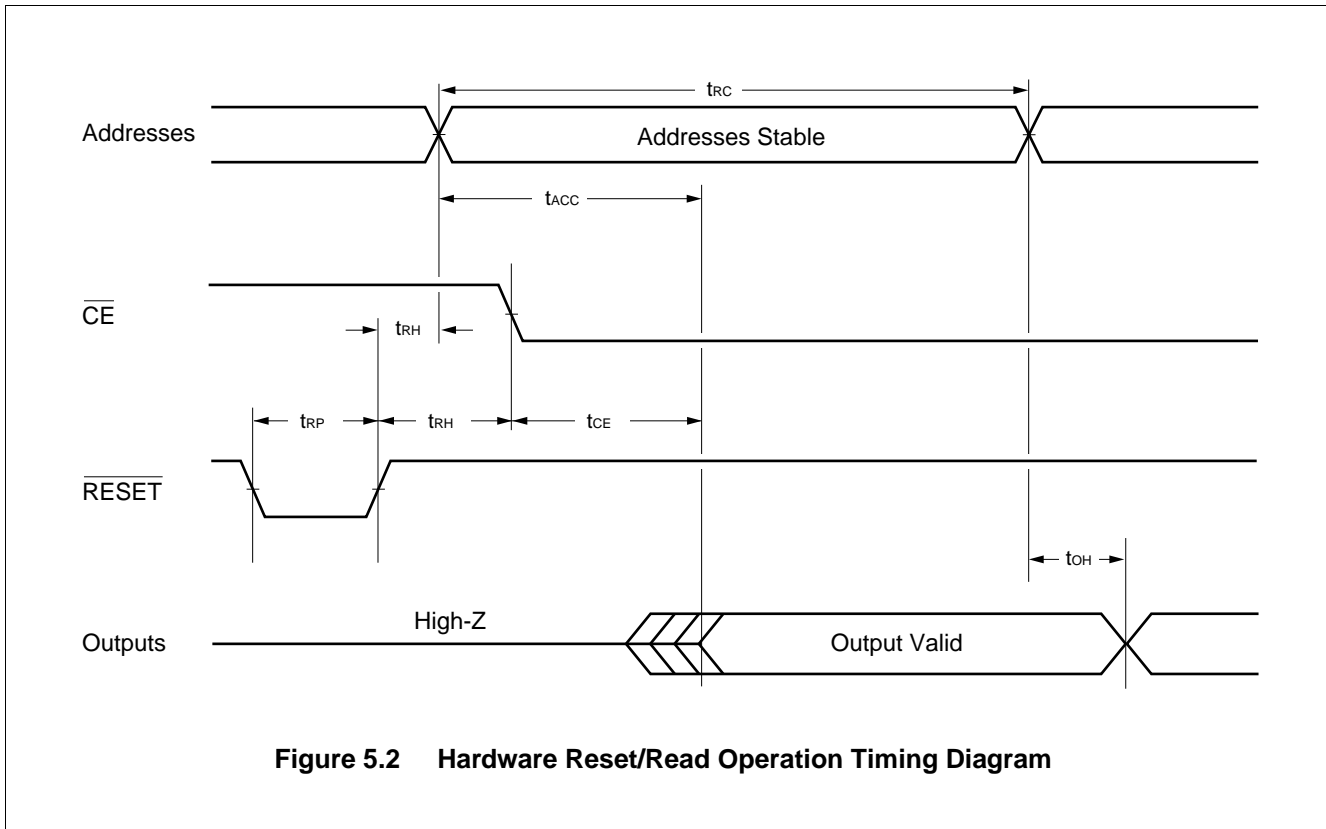 tRC
Addresses
Addresses Stable
tACC
CE
tRH
tRP
tRH
tCE
RESET
tOH
High-Z
Outputs
Output Valid
Figure 5.2 Hardware Reset/Read Operation Timing Diagram